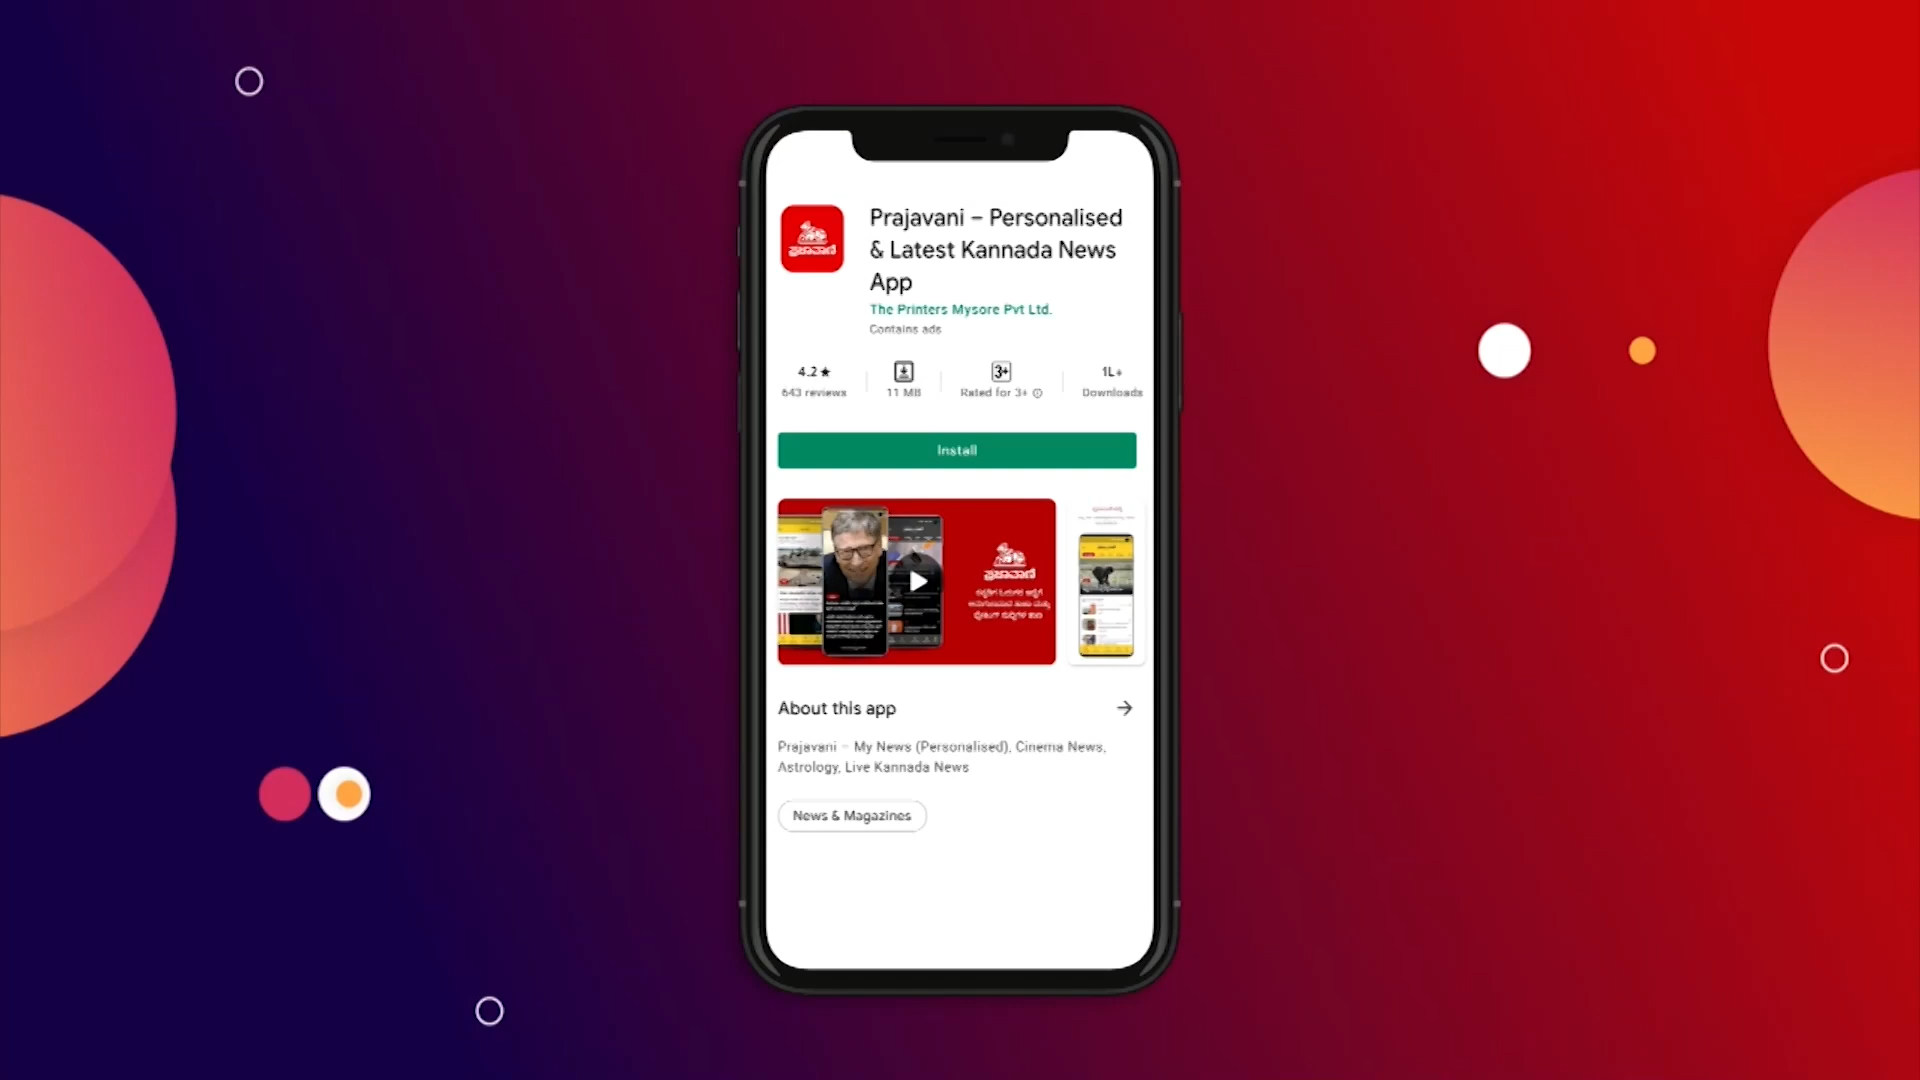 ಪ್ರಜಾವಾಣಿ
Prajavani – Personalised
& Latest Kannada News
App
The Printers Mysore Pvt Ltd.
Contains ads
4.2★
643 reviews
11 MB
3+
Rated for 3+
1L+
Downloads
Install
ಪ್ರಜಾವಾಣಿ
About this app
Prajavani – My News (Personalised), Cinema News,
Astrology, Live Kannada News
News & Magazines